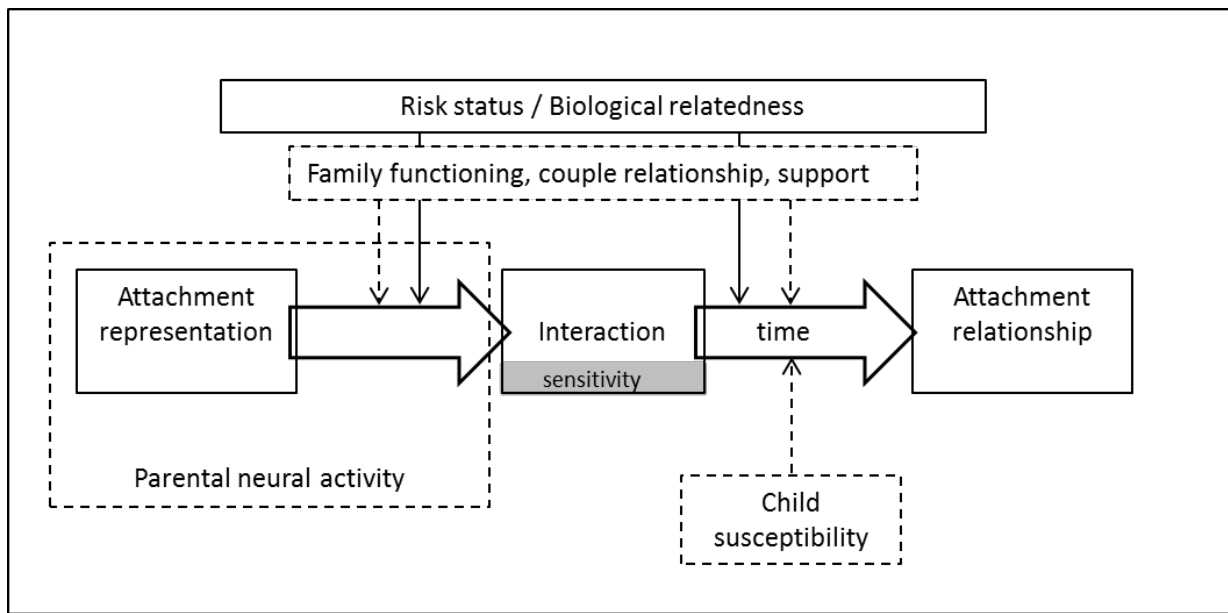 Risk status / Biological relatedness
Family functioning, couple relationship, support
Attachment
representation
Interaction
sensitivity
time
Attachment
relationship
Parental neural activity
Child
susceptibility